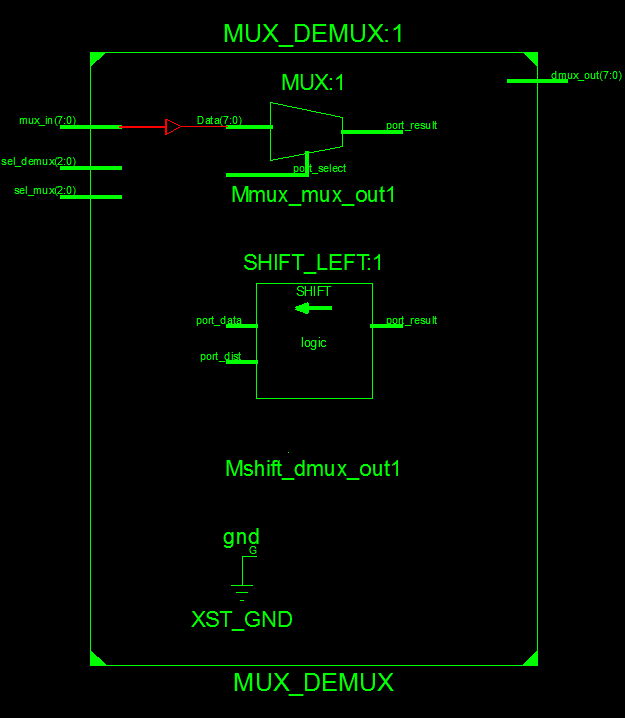 MUX_DEMUX:1
dmux_out(7:0)
MUX:1
mux_in(7:0)
Data(7:0)
port_result
sel_demux(2:0)
port_select
sel_mux(2:0)
Mmux_mux_out1
SHIFT_LEFT:1
SHIFT
port_data
port_result
logic
port_dist
Mshift_dmux_out1
gnd
G
XST_GND
MUX_DEMUX